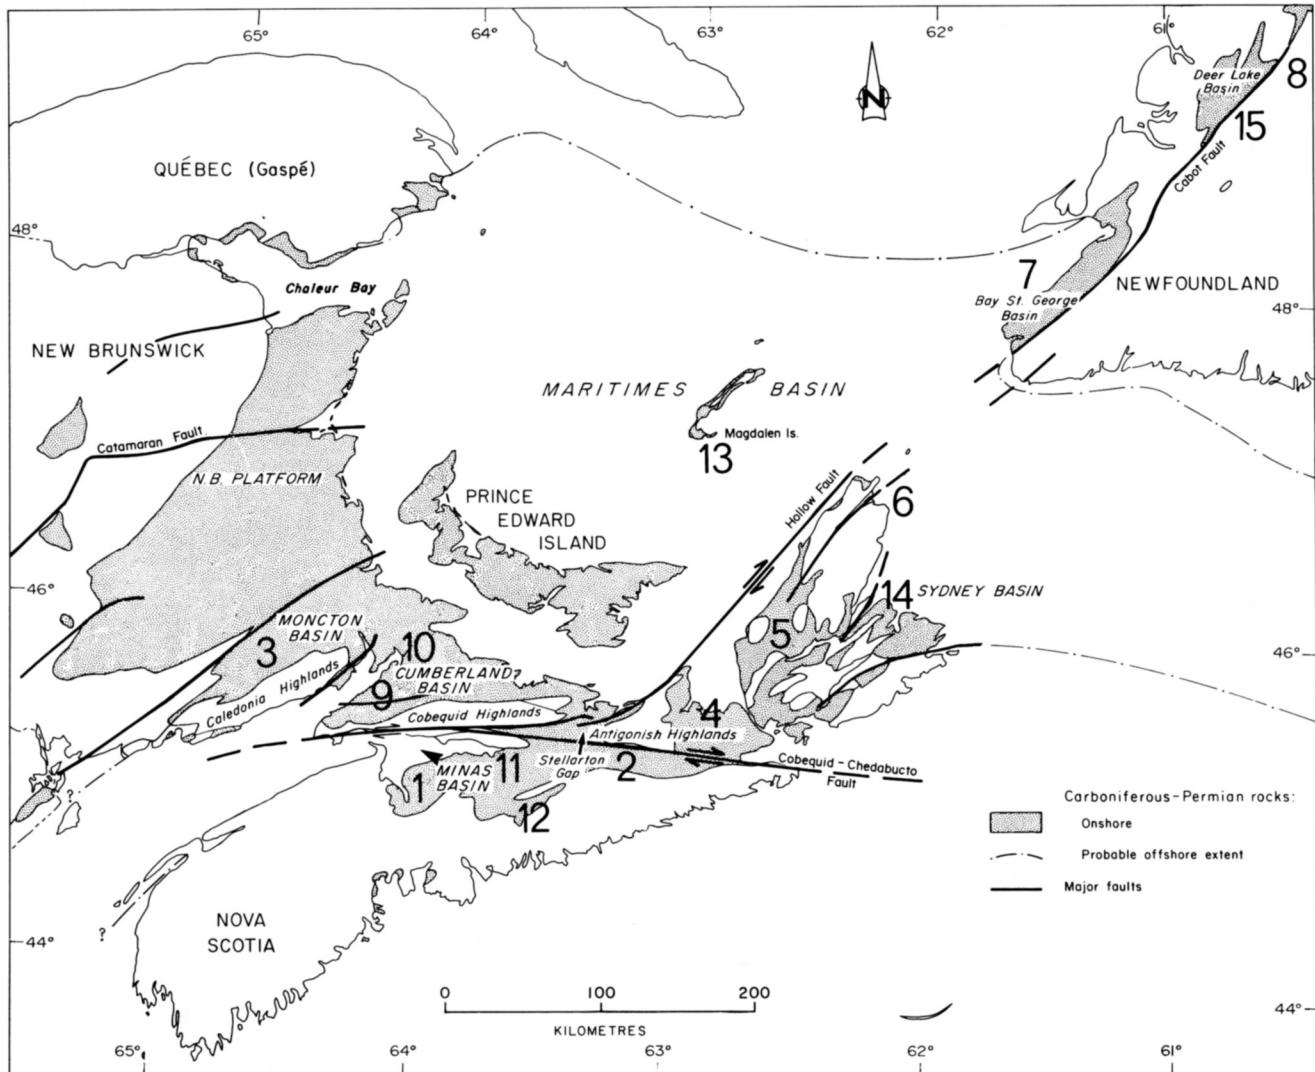 65°
64°
63°
62°
61°
N
8
Deer Lake
Basin
15
Cabot Fault
QUÉBEC (Gaspé)
48°
Chaleur Bay
7
NEWFOUNDLAND
Bay St. George
Basin
48°
NEW BRUNSWICK
MARITIMES BASIN
Magdalen Is.
13
Catamaran Fault
N.B. PLATFORM
PRINCE
EDWARD
ISLAND
Hollow Fault
6
46°
14
SYDNEY BASIN
MONCTON
BASIN
3
10
5
46°
CUMBERLAND
BASIN
?
9
Caledonia Highlands
Cobequid Highlands
4
Antigonish Highlands
Stellarton
Gap
2
Cobequid-Chedabucto
Fault
MINAS
BASIN
11
1
12
?
?
NOVA
SCOTIA
44°
Carboniferous-Permian rocks:
Onshore
Probable offshore extent
Major faults
0
100
200
KILOMETRES
44°
65°
64°
63°
62°
61°